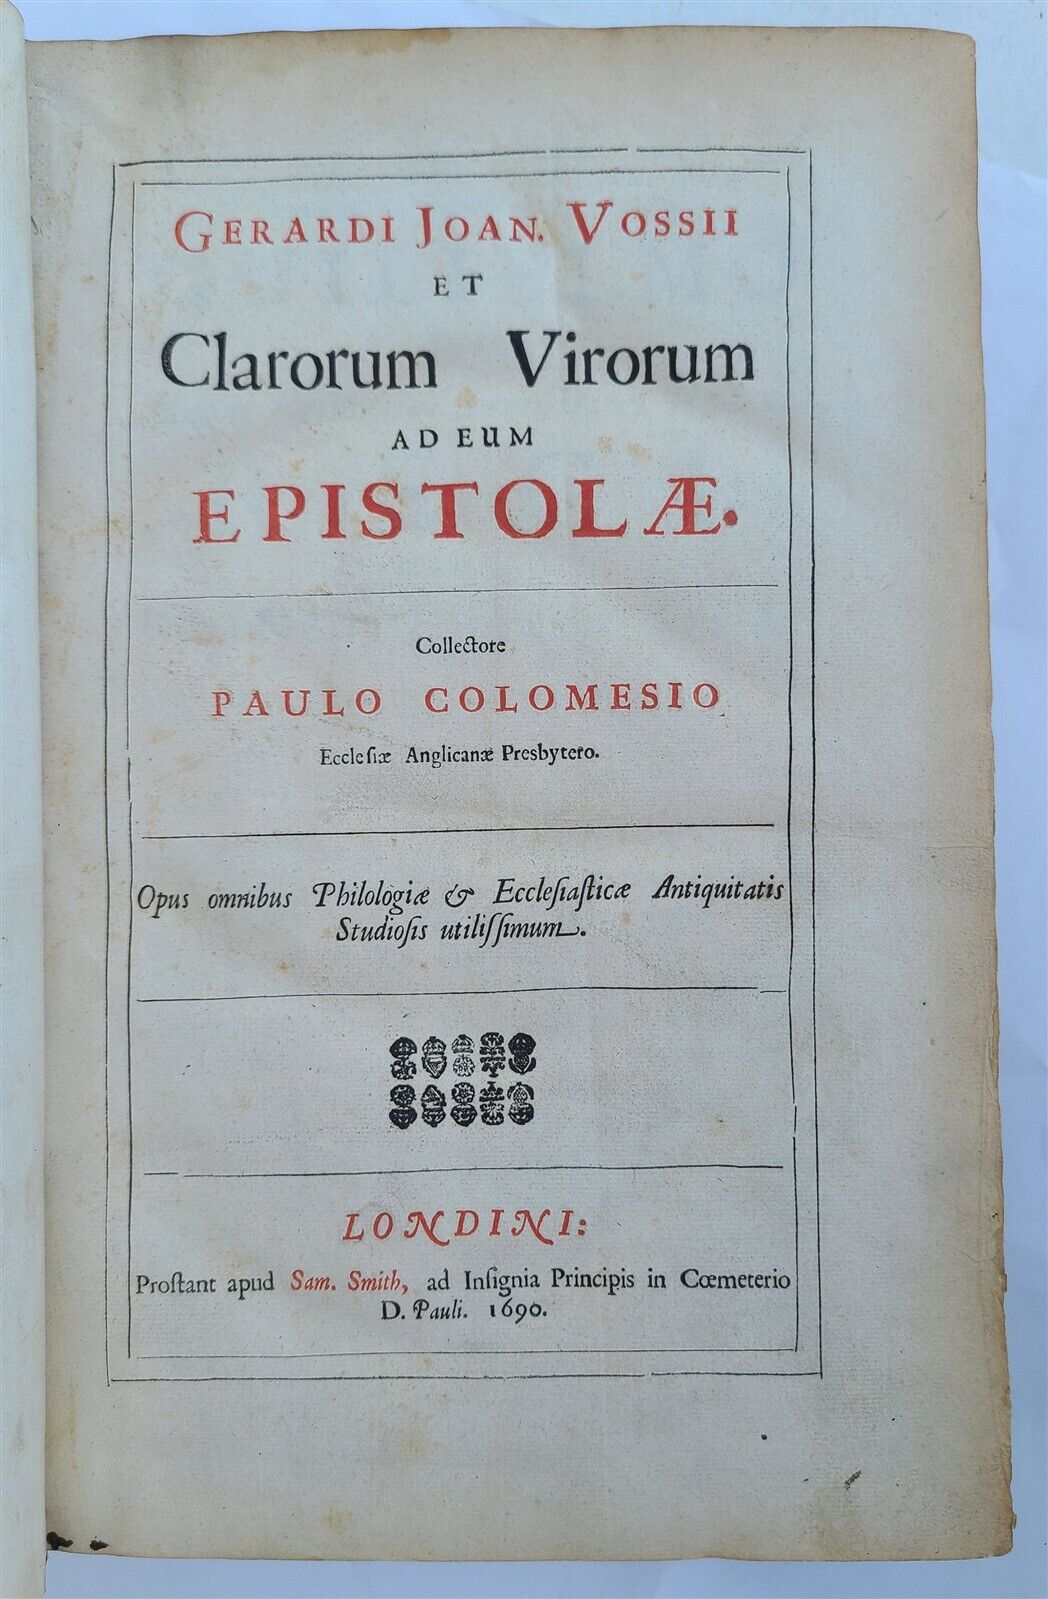 GERARDI JOAN. VOSSII
ET
Clarorum Virorum
AD EUM
EPISTOLÆ.
Collectore
PAULO COLOMESIO
Ecclesiæ Anglicanæ Presbytero.
Opus omnibus Philologiæ & Eccleſiaſticæ Antiquitatis
Studioſis utiliſſimum.
LONDINI:
Proſtant apud Sam. Smith, ad Inſignia Principis in Cœmeterio
D. Pauli. 1690.